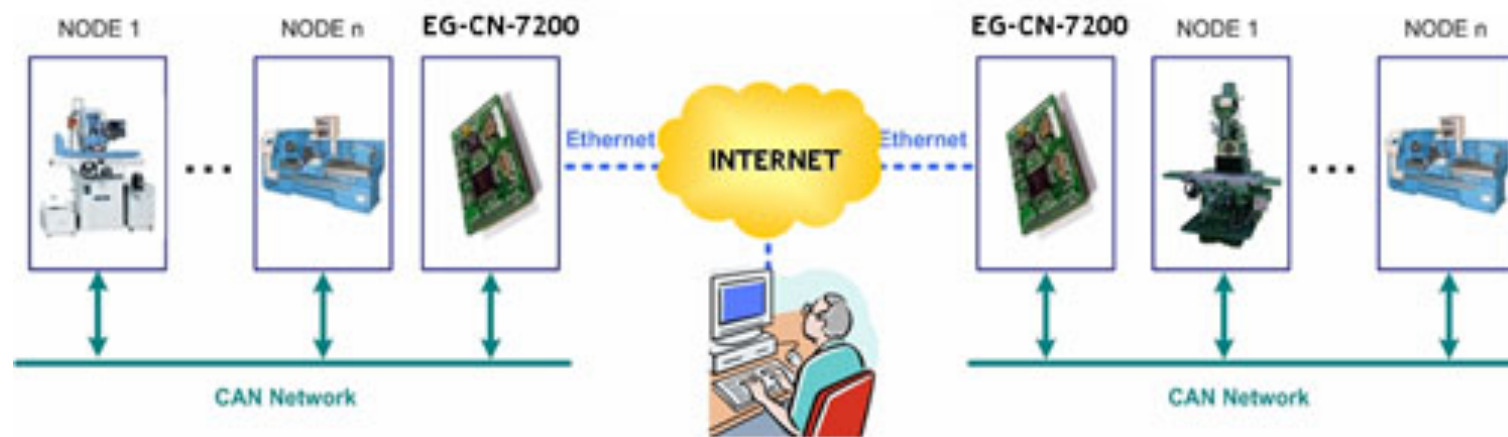 NODE 1
NODE n
EG-CN-7200
EG-CN-7200
NODE 1
NODE n
Ethernet
INTERNET
Ethernet
CAN Network
CAN Network